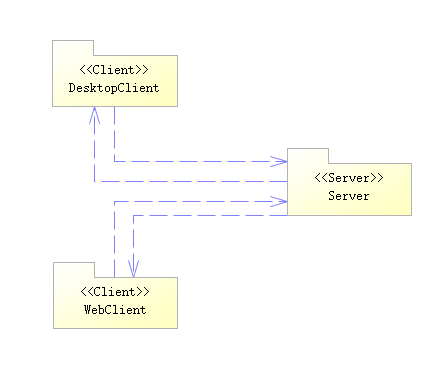 <<Client>>
DesktopClient
<<Server>>
Server
<<Client>>
WebClient